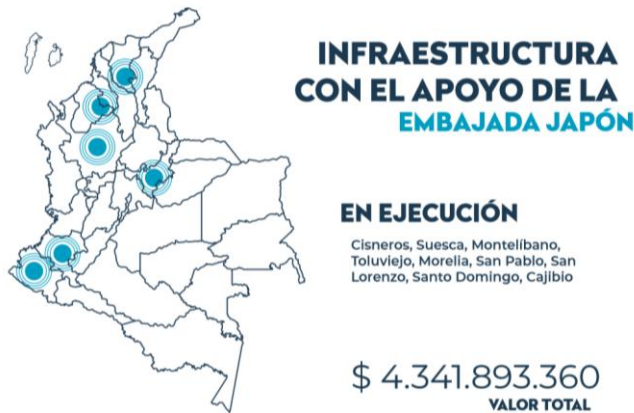 INFRAESTRUCTURA
CON EL APOYO DE LA
EMBAJADA JAPÓN
EN EJECUCIÓN
Cisneros, Suesca, Montelíbano,
Toluviejo, Morelia, San Pablo, San
Lorenzo, Santo Domingo, Cajibio
$ 4.341.893.360
VALOR TOTAL